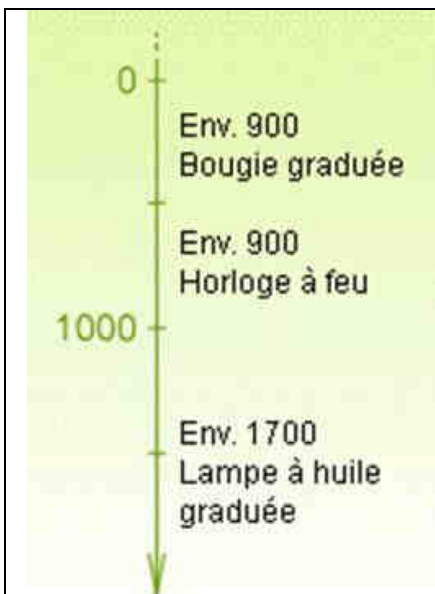 0
Env. 900
Bougie graduée
Env. 900
Horloge à feu
1000
Env. 1700
Lampe à huile
graduée